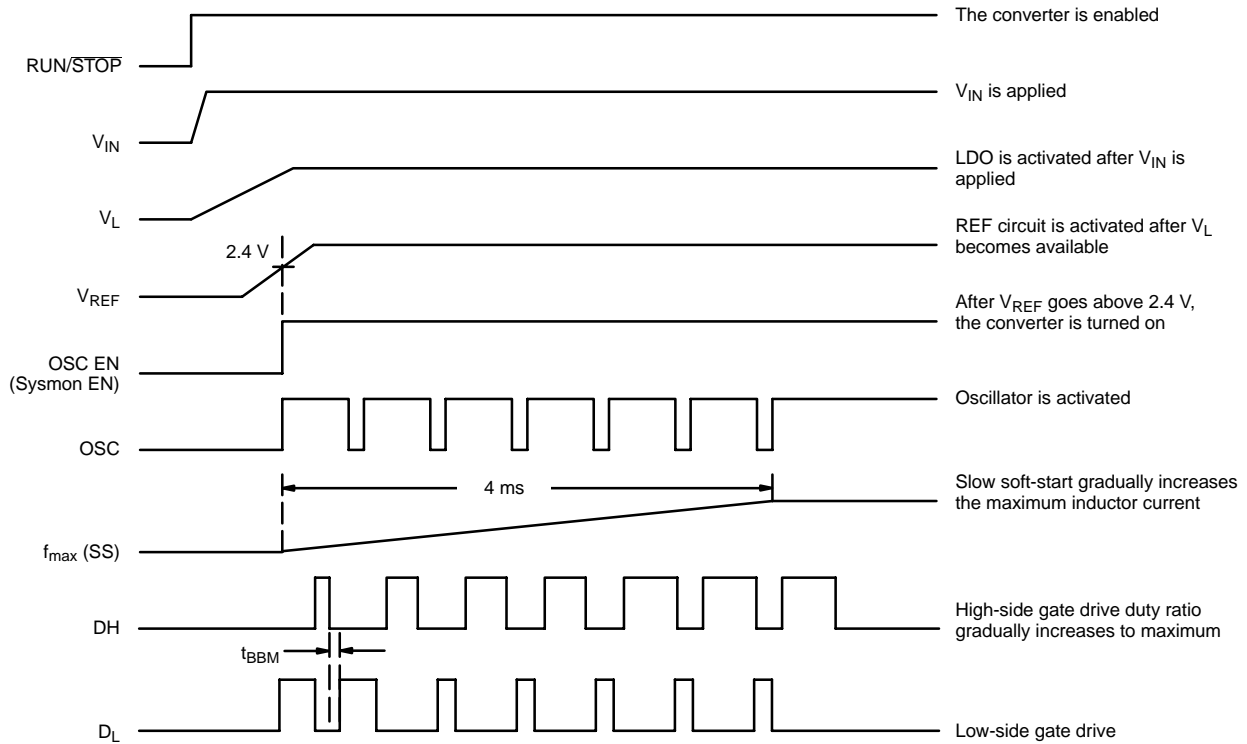 The converter is enabled
RUN/STOP
V_IN is applied
V_IN
LDO is activated after V_IN is
applied
V_L
REF circuit is activated after V_L
becomes available
2.4 V
V_REF
After V_REF goes above 2.4 V,
the converter is turned on
OSC EN
(Sysmon EN)
Oscillator is activated
OSC
4 ms
Slow soft-start gradually increases
the maximum inductor current
f_max (SS)
High-side gate drive duty ratio
gradually increases to maximum
DH
t_BBM
D_L
Low-side gate drive